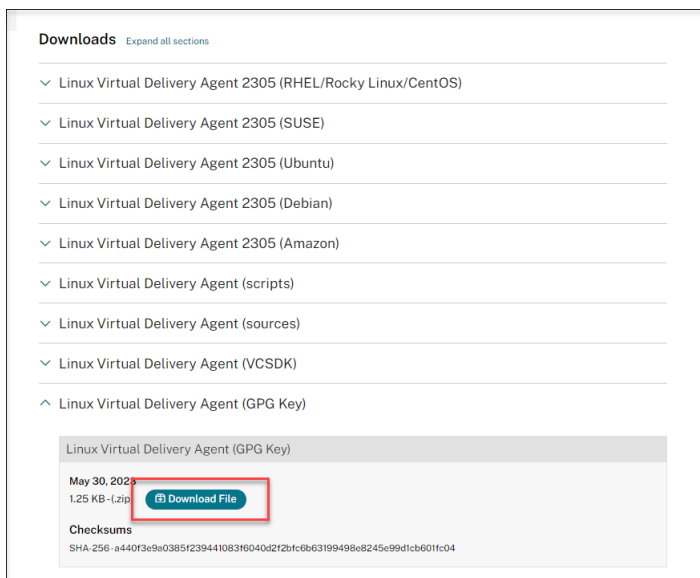 Downloads Expand all sections
Linux Virtual Delivery Agent 2305 (RHEL/Rocky Linux/CentOS)
Linux Virtual Delivery Agent 2305 (SUSE)
Linux Virtual Delivery Agent 2305 (Ubuntu)
Linux Virtual Delivery Agent 2305 (Debian)
Linux Virtual Delivery Agent 2305 (Amazon)
Linux Virtual Delivery Agent (scripts)
Linux Virtual Delivery Agent (sources)
Linux Virtual Delivery Agent (VCSDK)
Linux Virtual Delivery Agent (GPG Key)
Linux Virtual Delivery Agent (GPG Key)
May 30, 2023
1.25 KB - (.zip) Download File
Checksums
SHA-256 - a440f3e9a0385f239441083f6040d2f2bfc6b63199498e8245e99d1cb601fc04